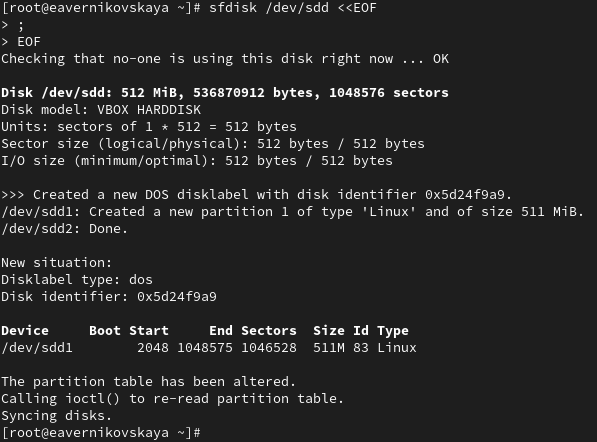 [root@eavernikovskaya ~]# sfdisk /dev/sdd <<EOF
> ;
> EOF
Checking that no-one is using this disk right now ... OK
Disk /dev/sdd: 512 MiB, 536870912 bytes, 1048576 sectors
Disk model: VBOX HARDDISK
Units: sectors of 1 * 512 = 512 bytes
Sector size (logical/physical): 512 bytes / 512 bytes
I/O size (minimum/optimal): 512 bytes / 512 bytes
>>> Created a new DOS disklabel with disk identifier 0x5d24f9a9.
/dev/sdd1: Created a new partition 1 of type 'Linux' and of size 511 MiB.
/dev/sdd2: Done.
New situation:
Disklabel type: dos
Disk identifier: 0x5d24f9a9
Device     Boot Start     End Sectors  Size Id Type
/dev/sdd1        2048 1048575 1046528  511M 83 Linux
The partition table has been altered.
Calling ioctl() to re-read partition table.
Syncing disks.
[root@eavernikovskaya ~]#